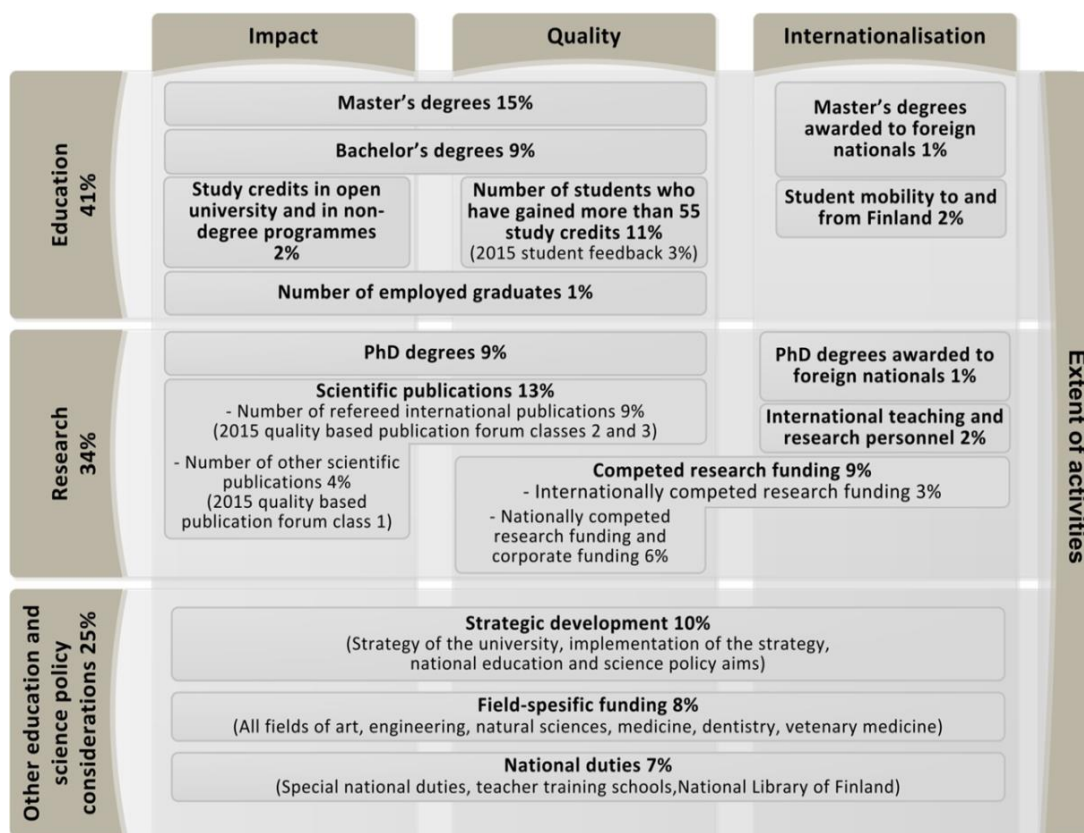 Impact
Quality
Internationalisation
Education
41%
Master's degrees 15%
Bachelor's degrees 9%
Study credits in open
university and in non-
degree programmes
2%
Number of students who
have gained more than 55
study credits 11%
(2015 student feedback 3%)
Number of employed graduates 1%
Master's degrees
awarded to foreign
nationals 1%
Student mobility to and
from Finland 2%
Research
34%
PhD degrees 9%
Scientific publications 13%
- Number of refereed international publications 9%
(2015 quality based publication forum classes 2 and 3)
- Number of other scientific
publications 4%
(2015 quality based
publication forum class 1)
PhD degrees awarded to
foreign nationals 1%
International teaching and
research personnel 2%
Competed research funding 9%
- Internationally competed research funding 3%
- Nationally competed
research funding and
corporate funding 6%
Other education and
science policy
considerations 25%
Strategic development 10%
(Strategy of the university, implementation of the strategy,
national education and science policy aims)
Field-spesific funding 8%
(All fields of art, engineering, natural sciences, medicine, dentistry, vetenary medicine)
National duties 7%
(Special national duties, teacher training schools,National Library of Finland)
Extent of activities